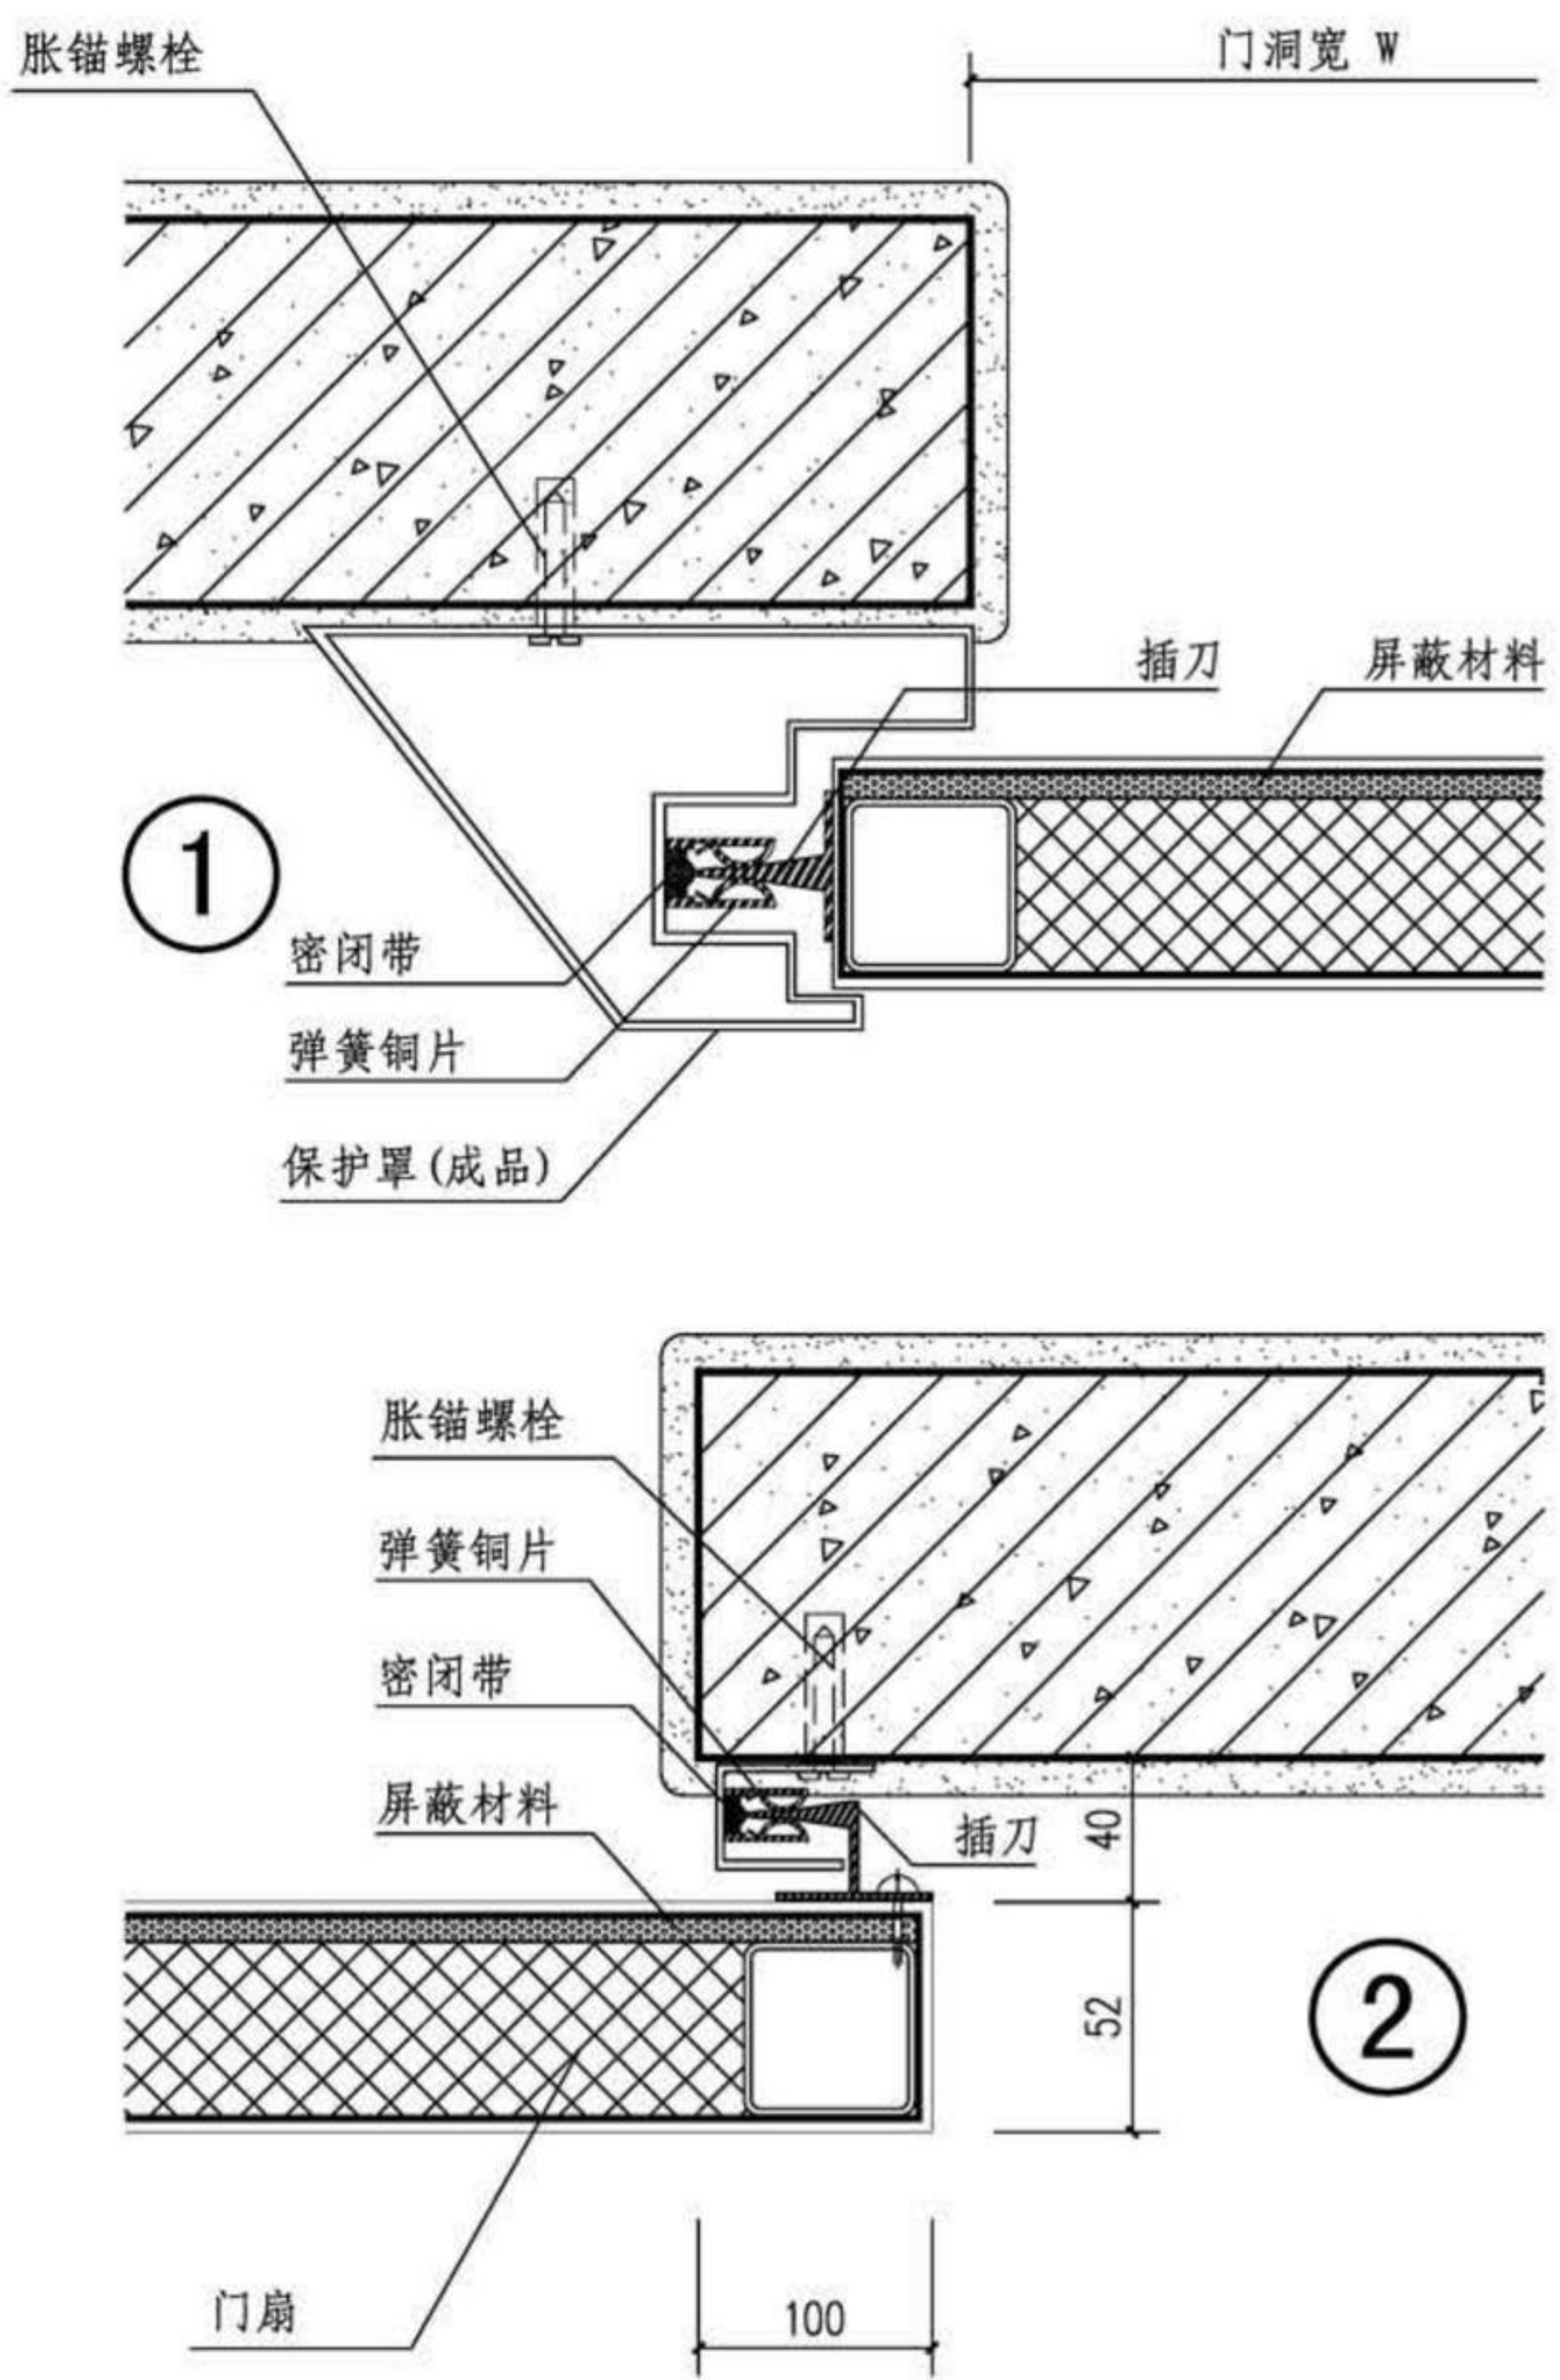 胀锚螺栓
门洞宽 W
插刀
屏蔽材料
1
密闭带
弹簧铜片
保护罩(成品)
胀锚螺栓
弹簧铜片
密闭带
屏蔽材料
插刀
40
52
2
门扇
100